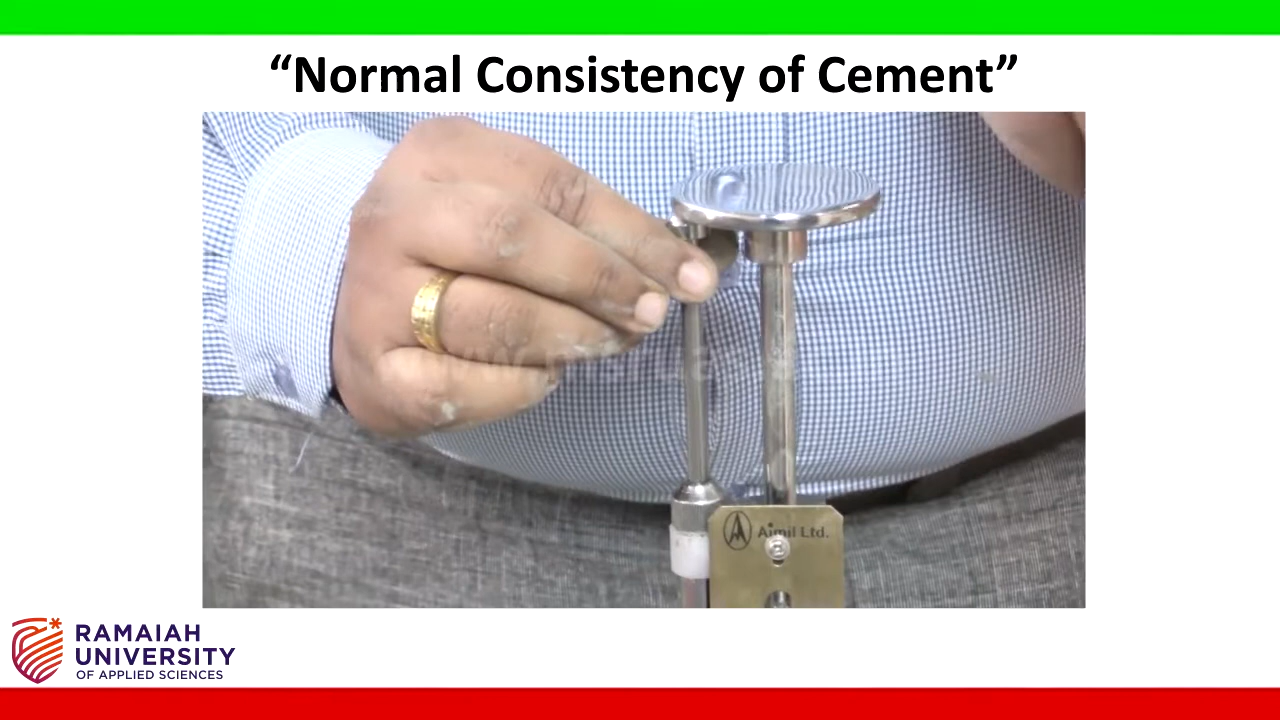 “Normal Consistency of Cement”
Aimil Ltd.
RAMAIAH
UNIVERSITY
OF APPLIED SCIENCES